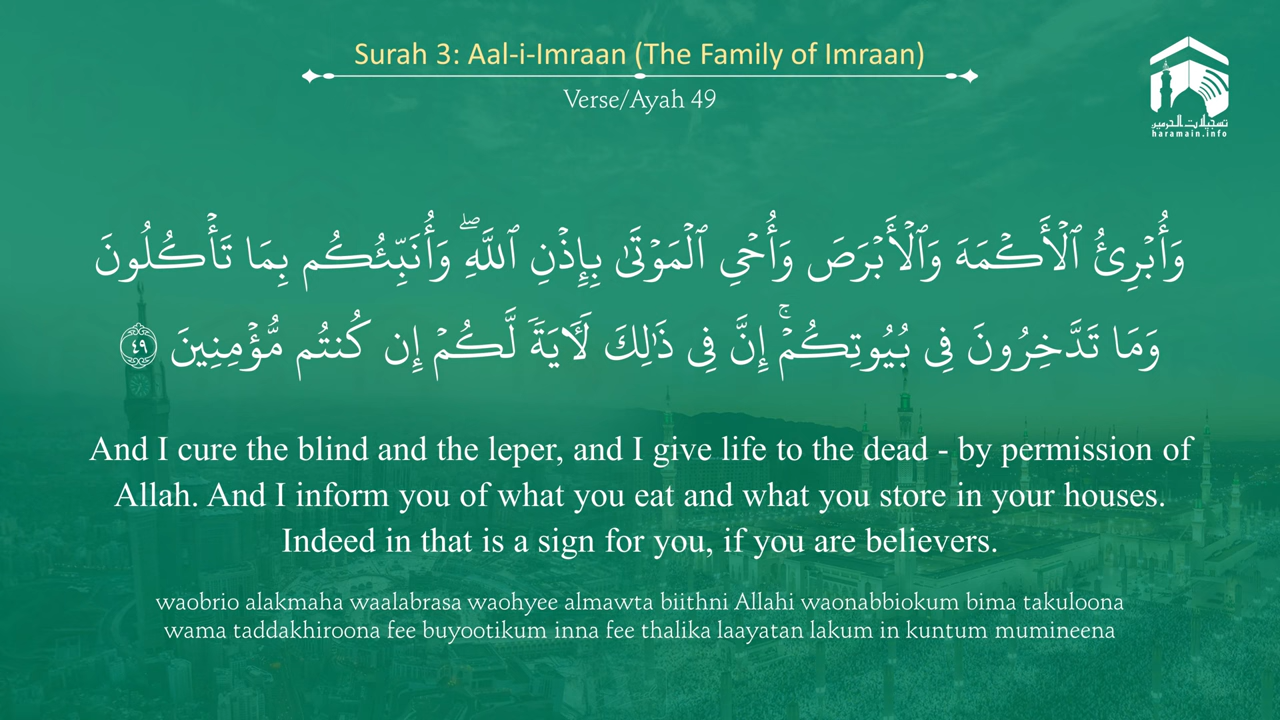 Surah 3: Aal-i-Imraan (The Family of Imraan)
Verse/Ayah 49
تسجيلات الحرمين
haramain.info
وَأُبْرِئُ ٱلْأَكْمَهَ وَٱلْأَبْرَصَ وَأُحْىِ ٱلْمَوْتَىٰ بِإِذْنِ ٱللَّهِ ۖ وَأُنَبِّئُكُم بِمَا تَأْكُلُونَ
وَمَا تَدَّخِرُونَ فِى بُيُوتِكُمْ ۚ إِنَّ فِى ذَٰلِكَ لَـَٔايَةً لَّكُمْ إِن كُنتُم مُّؤْمِنِينَ ٤٩
And I cure the blind and the leper, and I give life to the dead - by permission of
Allah. And I inform you of what you eat and what you store in your houses.
Indeed in that is a sign for you, if you are believers.
waobrio alakmaha waalabrasa waohyee almawta biithni Allahi waonabbiokum bima takuloona
wama taddakhiroona fee buyootikum inna fee thalika laayatan lakum in kuntum mumineena